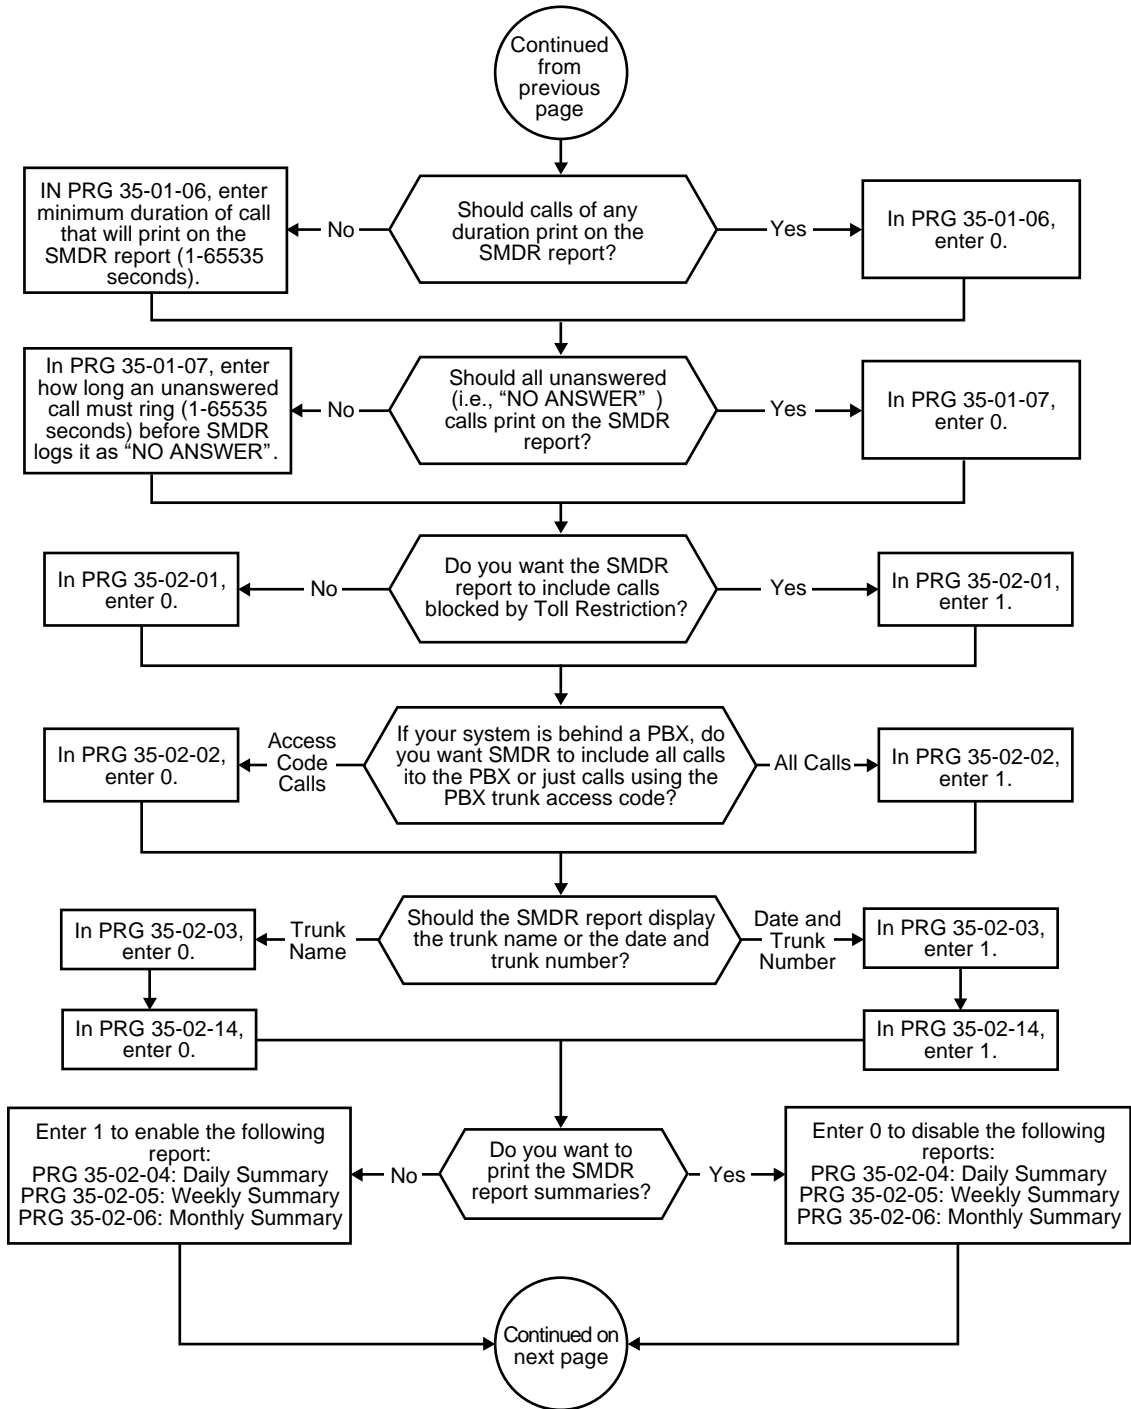 Continued
from
previous
page
IN PRG 35-01-06, enter
minimum duration of call
that will print on the
SMDR report (1-65535
seconds).
No
Should calls of any
duration print on the
SMDR report?
Yes
In PRG 35-01-06,
enter 0.
In PRG 35-01-07, enter
how long an unanswered
call must ring (1-65535
seconds) before SMDR
logs it as “NO ANSWER”.
No
Should all unanswered
(i.e., “NO ANSWER” )
calls print on the SMDR
report?
Yes
In PRG 35-01-07,
enter 0.
In PRG 35-02-01,
enter 0.
No
Do you want the SMDR
report to include calls
blocked by Toll Restriction?
Yes
In PRG 35-02-01,
enter 1.
In PRG 35-02-02,
enter 0.
Access
Code
Calls
If your system is behind a PBX, do
you want SMDR to include all calls
ito the PBX or just calls using the
PBX trunk access code?
All Calls
In PRG 35-02-02,
enter 1.
In PRG 35-02-03,
enter 0.
Trunk
Name
Should the SMDR report display
the trunk name or the date and
trunk number?
Date and
Trunk
Number
In PRG 35-02-03,
enter 1.
In PRG 35-02-14,
enter 0.
In PRG 35-02-14,
enter 1.
Enter 1 to enable the following
report:
PRG 35-02-04: Daily Summary
PRG 35-02-05: Weekly Summary
PRG 35-02-06: Monthly Summary
No
Do you want to
print the SMDR
report summaries?
Yes
Enter 0 to disable the following
reports:
PRG 35-02-04: Daily Summary
PRG 35-02-05: Weekly Summary
PRG 35-02-06: Monthly Summary
Continued on
next page